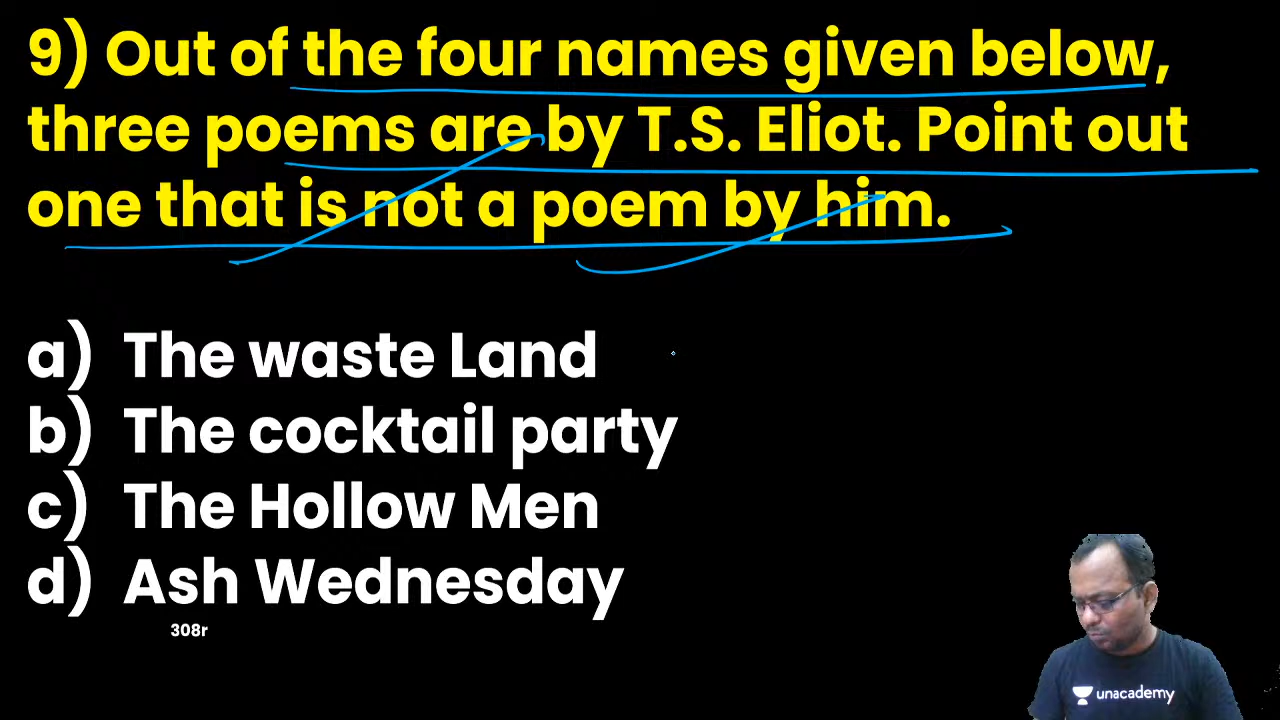 9) Out of the four names given below,
three poems are by T.S. Eliot. Point out
one that is not a poem by him.
a) The waste Land
b) The cocktail party
c) The Hollow Men
d) Ash Wednesday
308r
unacademy